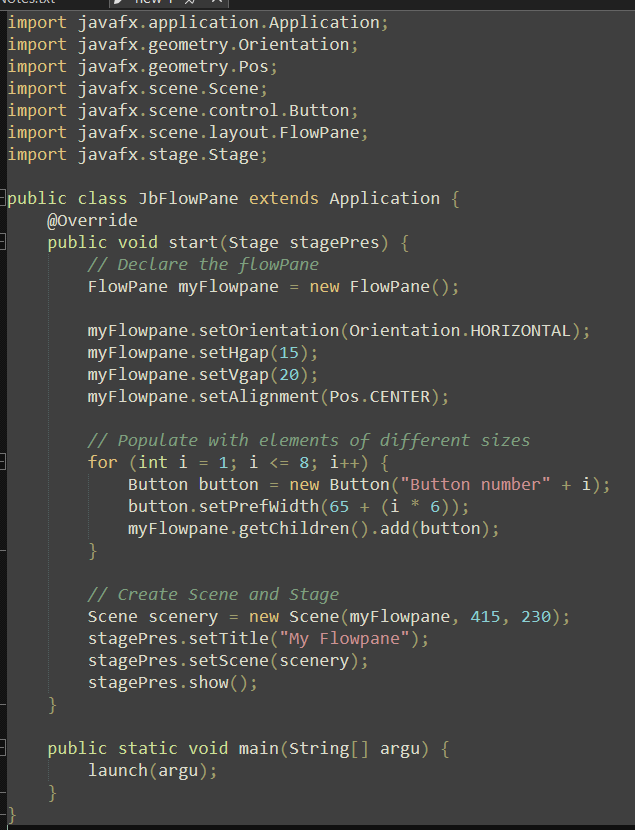 import javafx.application.Application;
import javafx.geometry.Orientation;
import javafx.geometry.Pos;
import javafx.scene.Scene;
import javafx.scene.control.Button;
import javafx.scene.layout.FlowPane;
import javafx.stage.Stage;

public class JbFlowPane extends Application {
    @Override
    public void start(Stage stagePres) {
        // Declare the flowPane
        FlowPane myFlowpane = new FlowPane();

        myFlowpane.setOrientation(Orientation.HORIZONTAL);
        myFlowpane.setHgap(15);
        myFlowpane.setVgap(20);
        myFlowpane.setAlignment(Pos.CENTER);

        // Populate with elements of different sizes
        for (int i = 1; i <= 8; i++) {
            Button button = new Button("Button number" + i);
            button.setPrefWidth(65 + (i * 6));
            myFlowpane.getChildren().add(button);
        }

        // Create Scene and Stage
        Scene scenery = new Scene(myFlowpane, 415, 230);
        stagePres.setTitle("My Flowpane");
        stagePres.setScene(scenery);
        stagePres.show();
    }

    public static void main(String[] argu) {
        launch(argu);
    }
}